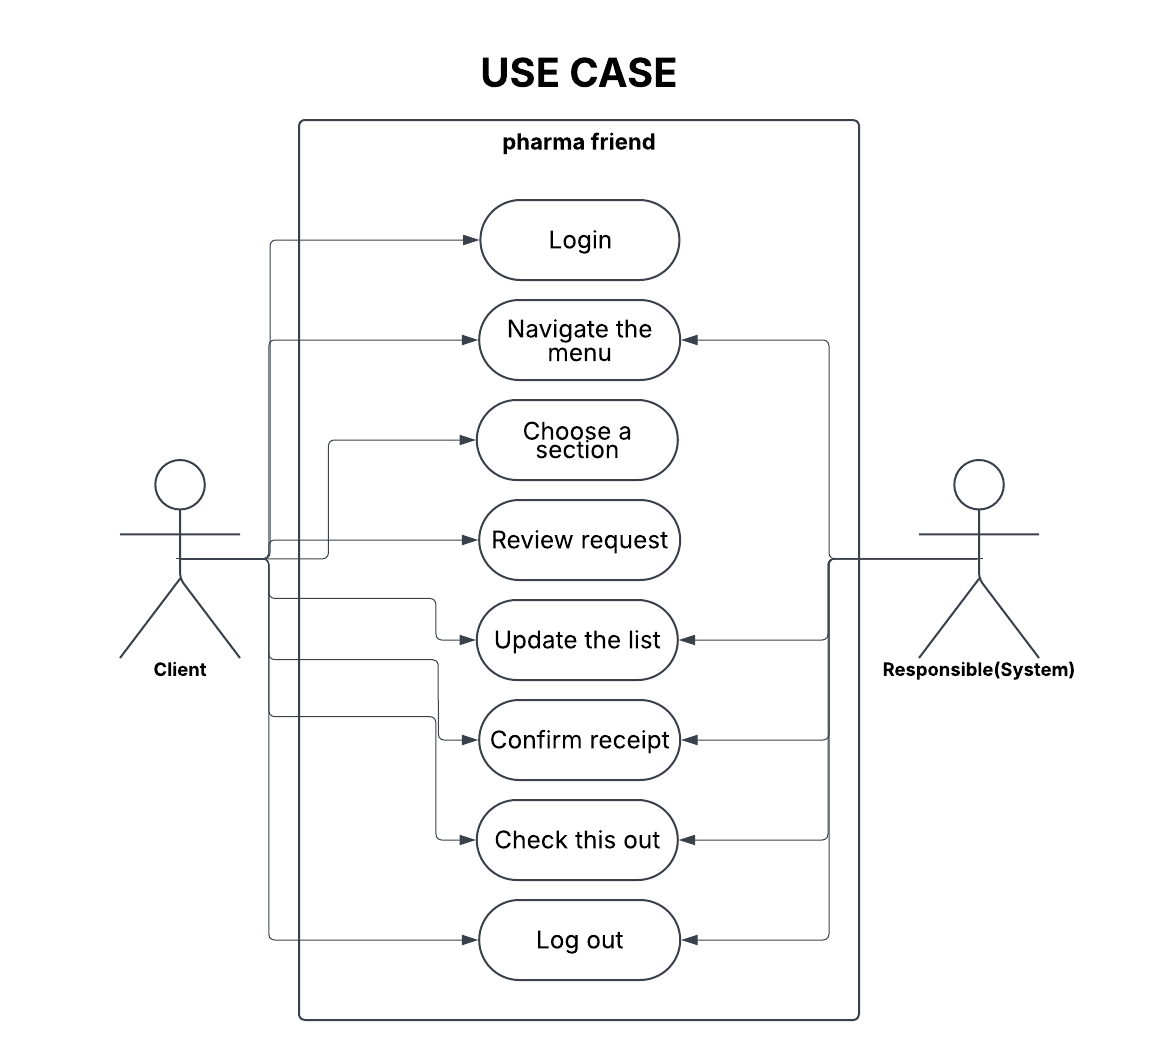 USE CASE
pharma friend
Login
Navigate the
menu
Choose a
section
Review request
Update the list
Client
Responsible(System)
Confirm receipt
Check this out
Log out